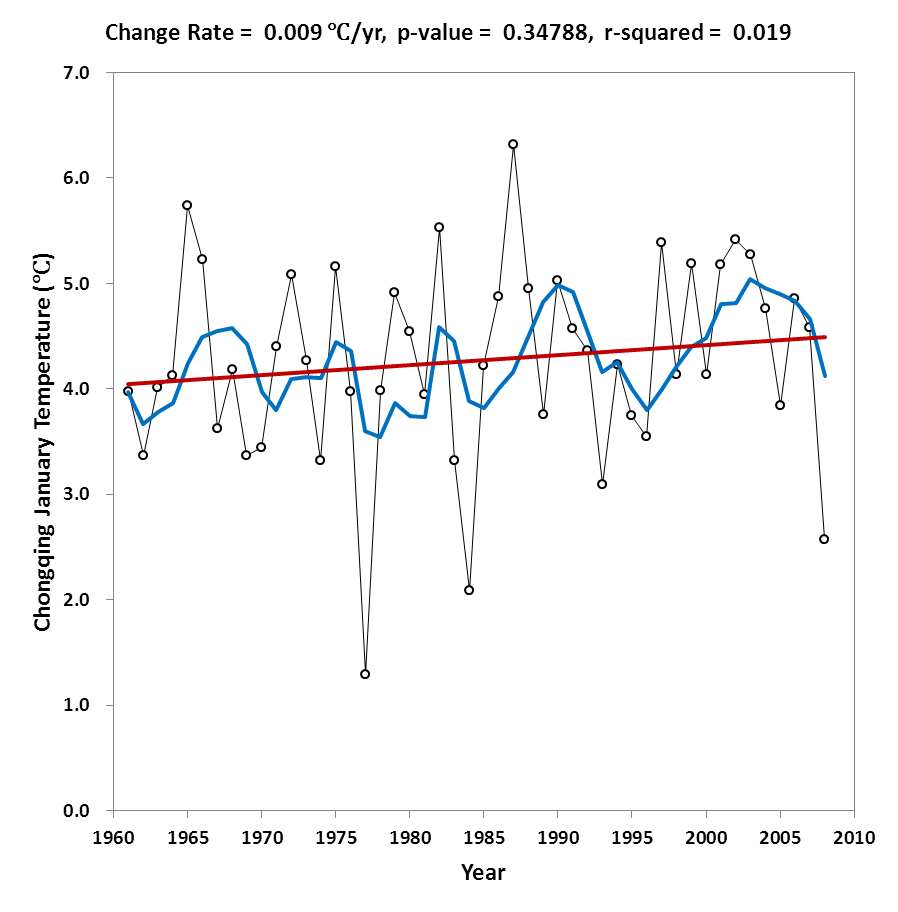 Change Rate = 0.009 ℃/yr, p-value = 0.34788, r-squared = 0.019
7.0
6.0
5.0
4.0
3.0
2.0
1.0
0.0
Chongqing January Temperature (℃)
1960 1965 1970 1975 1980 1985 1990 1995 2000 2005 2010
Year